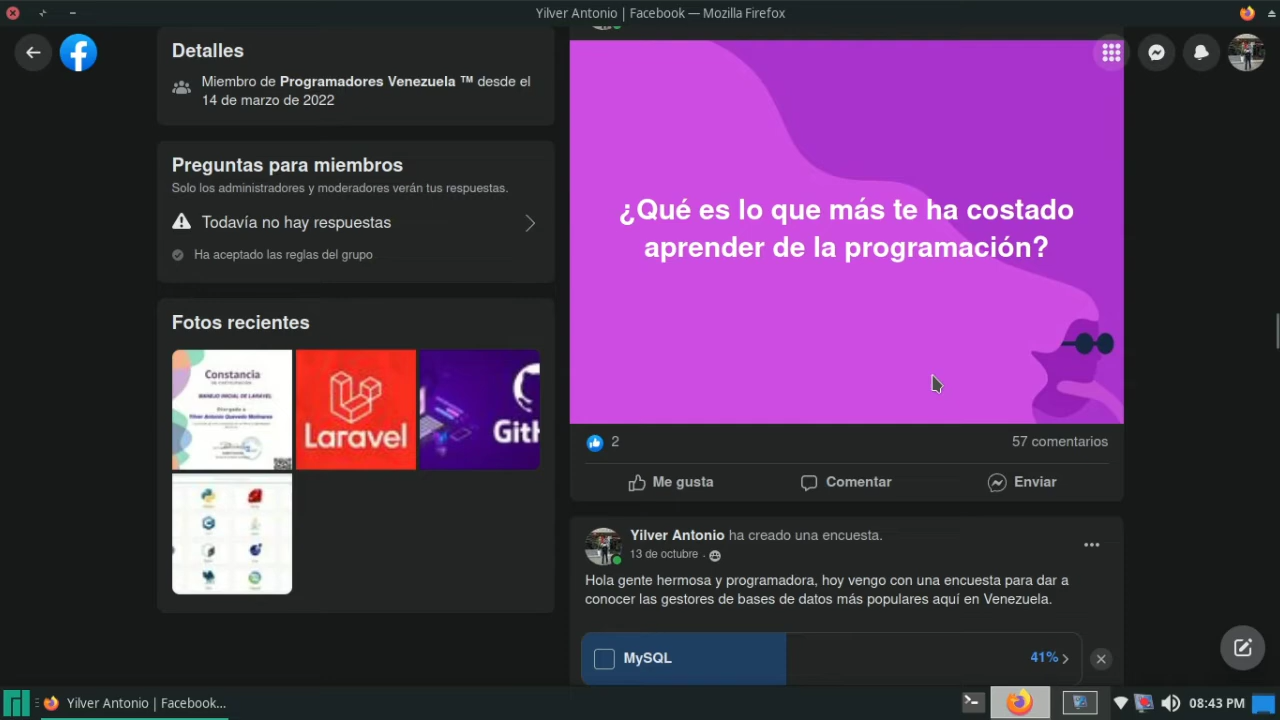 Yilver Antonio | Facebook — Mozilla Firefox
Detalles
Miembro de Programadores Venezuela ™ desde el
14 de marzo de 2022
Preguntas para miembros
Solo los administradores y moderadores verán tus respuestas.
Todavía no hay respuestas
Ha aceptado las reglas del grupo
Fotos recientes
Constancia
MANEJO INICIAL DE LARAVEL
Laravel
GitH
¿Qué es lo que más te ha costado
aprender de la programación?
2
57 comentarios
Me gusta
Comentar
Enviar
Yilver Antonio ha creado una encuesta.
13 de octubre ·
Hola gente hermosa y programadora, hoy vengo con una encuesta para dar a
conocer las gestores de bases de datos más populares aquí en Venezuela.
MySQL
41%
Yilver Antonio | Facebook...
08:43 PM